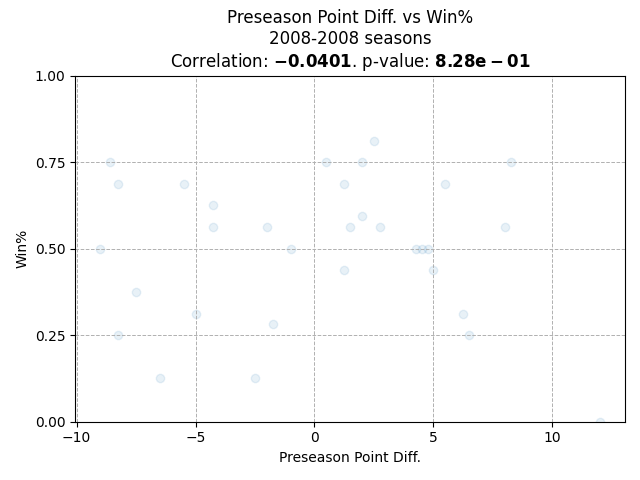 Preseason Point Diff. vs Win%
2008-2008 seasons
Correlation: −0.0401. p-value: 8.28e − 01
1.00
0.75
0.50
0.25
0.00
Win%
−10
−5
0
5
10
Preseason Point Diff.